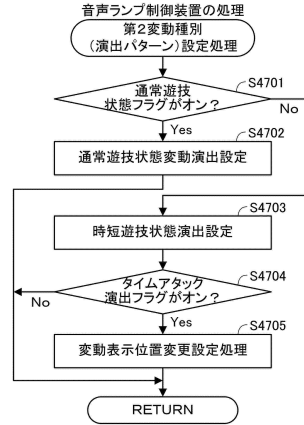 音声ランプ制御装置の処理
第2変動種別
(演出パターン)設定処理
S4701
通常遊技
状態フラグがオン?
No
Yes
S4702
通常遊技状態変動演出設定
S4703
時短遊技状態演出設定
S4704
タイムアタック
演出フラグがオン?
No
Yes
S4705
変動表示位置変更設定処理
RETURN